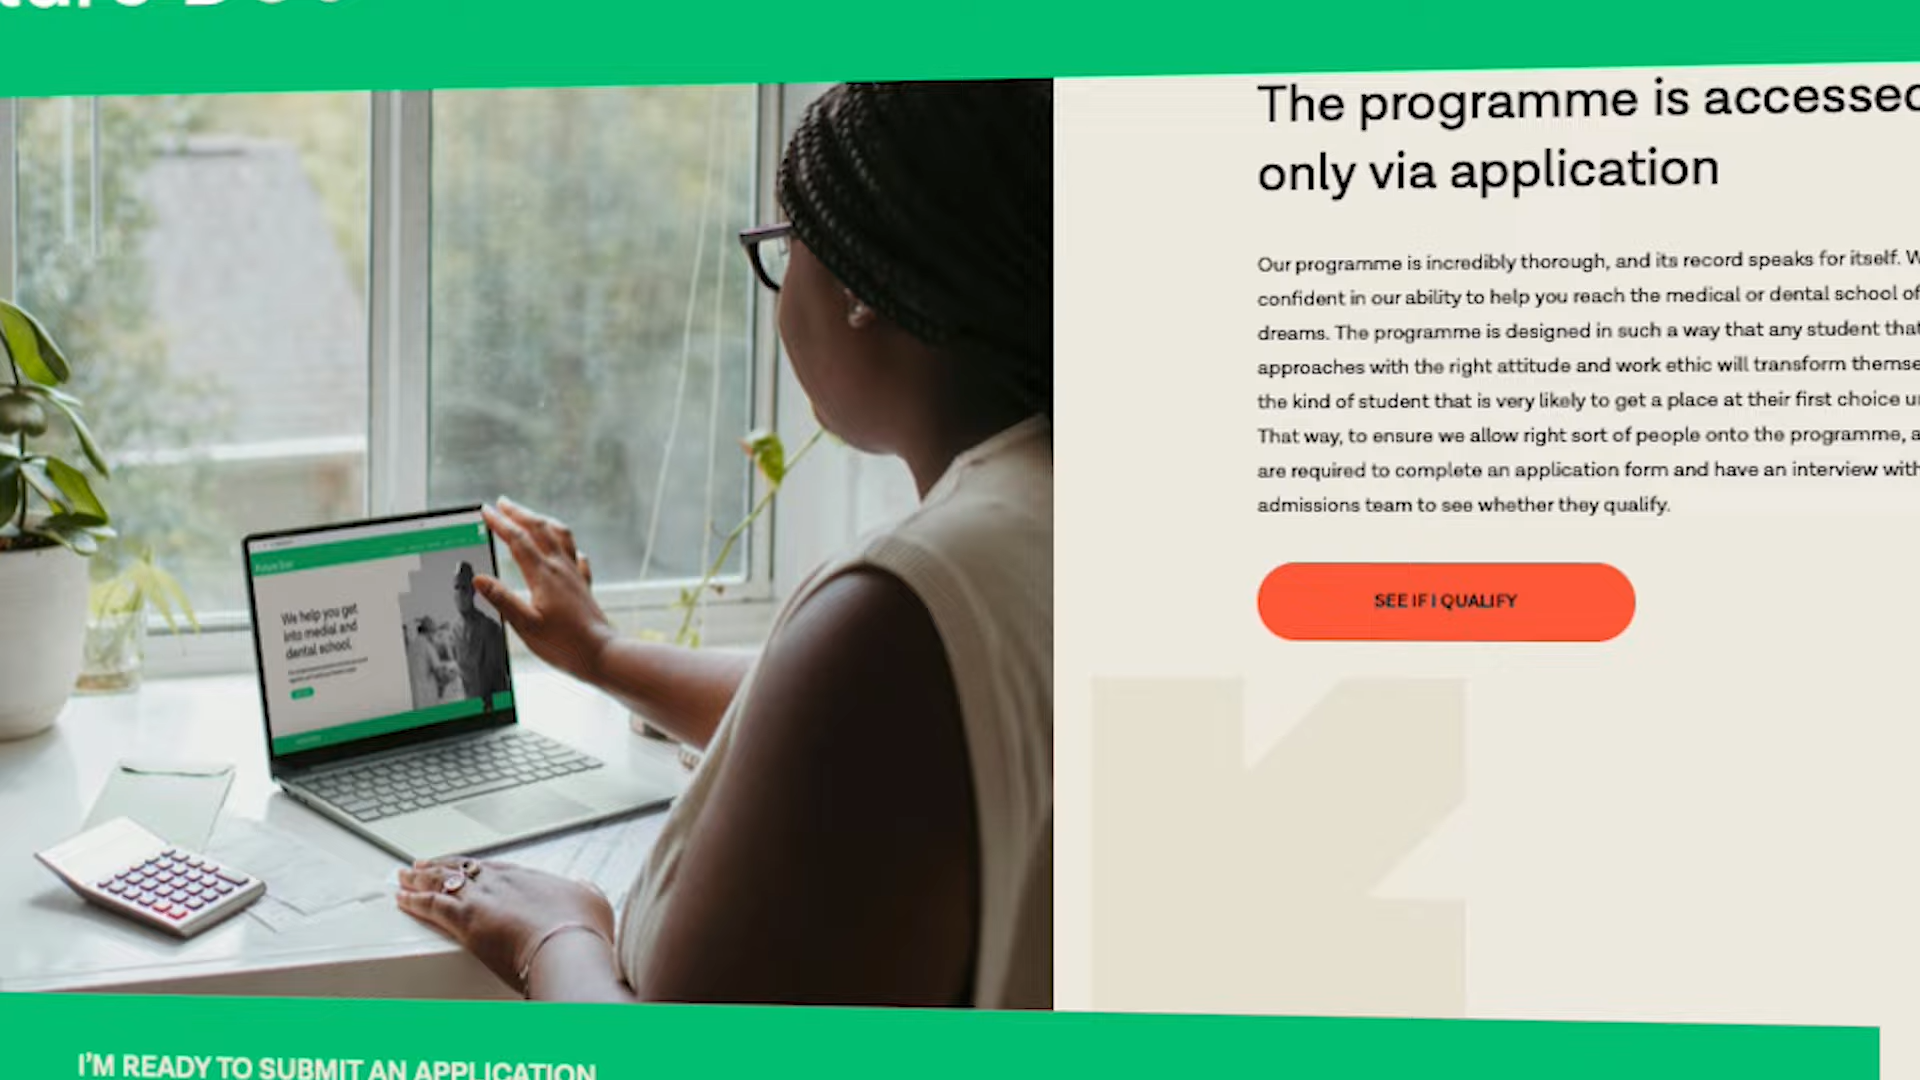 The programme is accessed
only via application
Our programme is incredibly thorough, and its record speaks for itself. W
confident in our ability to help you reach the medical or dental school of
dreams. The programme is designed in such a way that any student that
approaches with the right attitude and work ethic will transform themse
the kind of student that is very likely to get a place at their first choice u
That way, to ensure we allow right sort of people onto the programme, a
are required to complete an application form and have an interview with
admissions team to see whether they qualify.
SEE IF I QUALIFY
Future Doc
We help you get
into medial and
dental school.
I'M READY TO SUBMIT AN APPLICATION